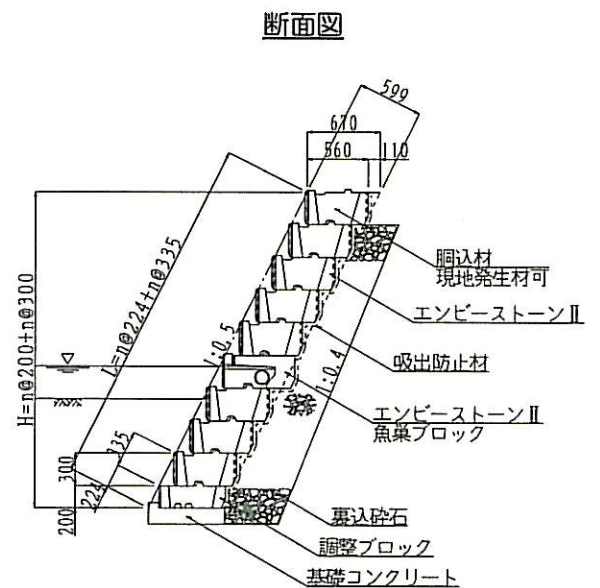 断面図
599
670
560
110
胴込材
現地発生材可
エンビーストーンⅡ
吸出防止材
エンビーストーンⅡ
魚巣ブロック
裏込砕石
調整ブロック
基礎コンクリート
L=n@224+n@335
H=n@200+n@300
1:0.5
1:0.4
335
224
300
200